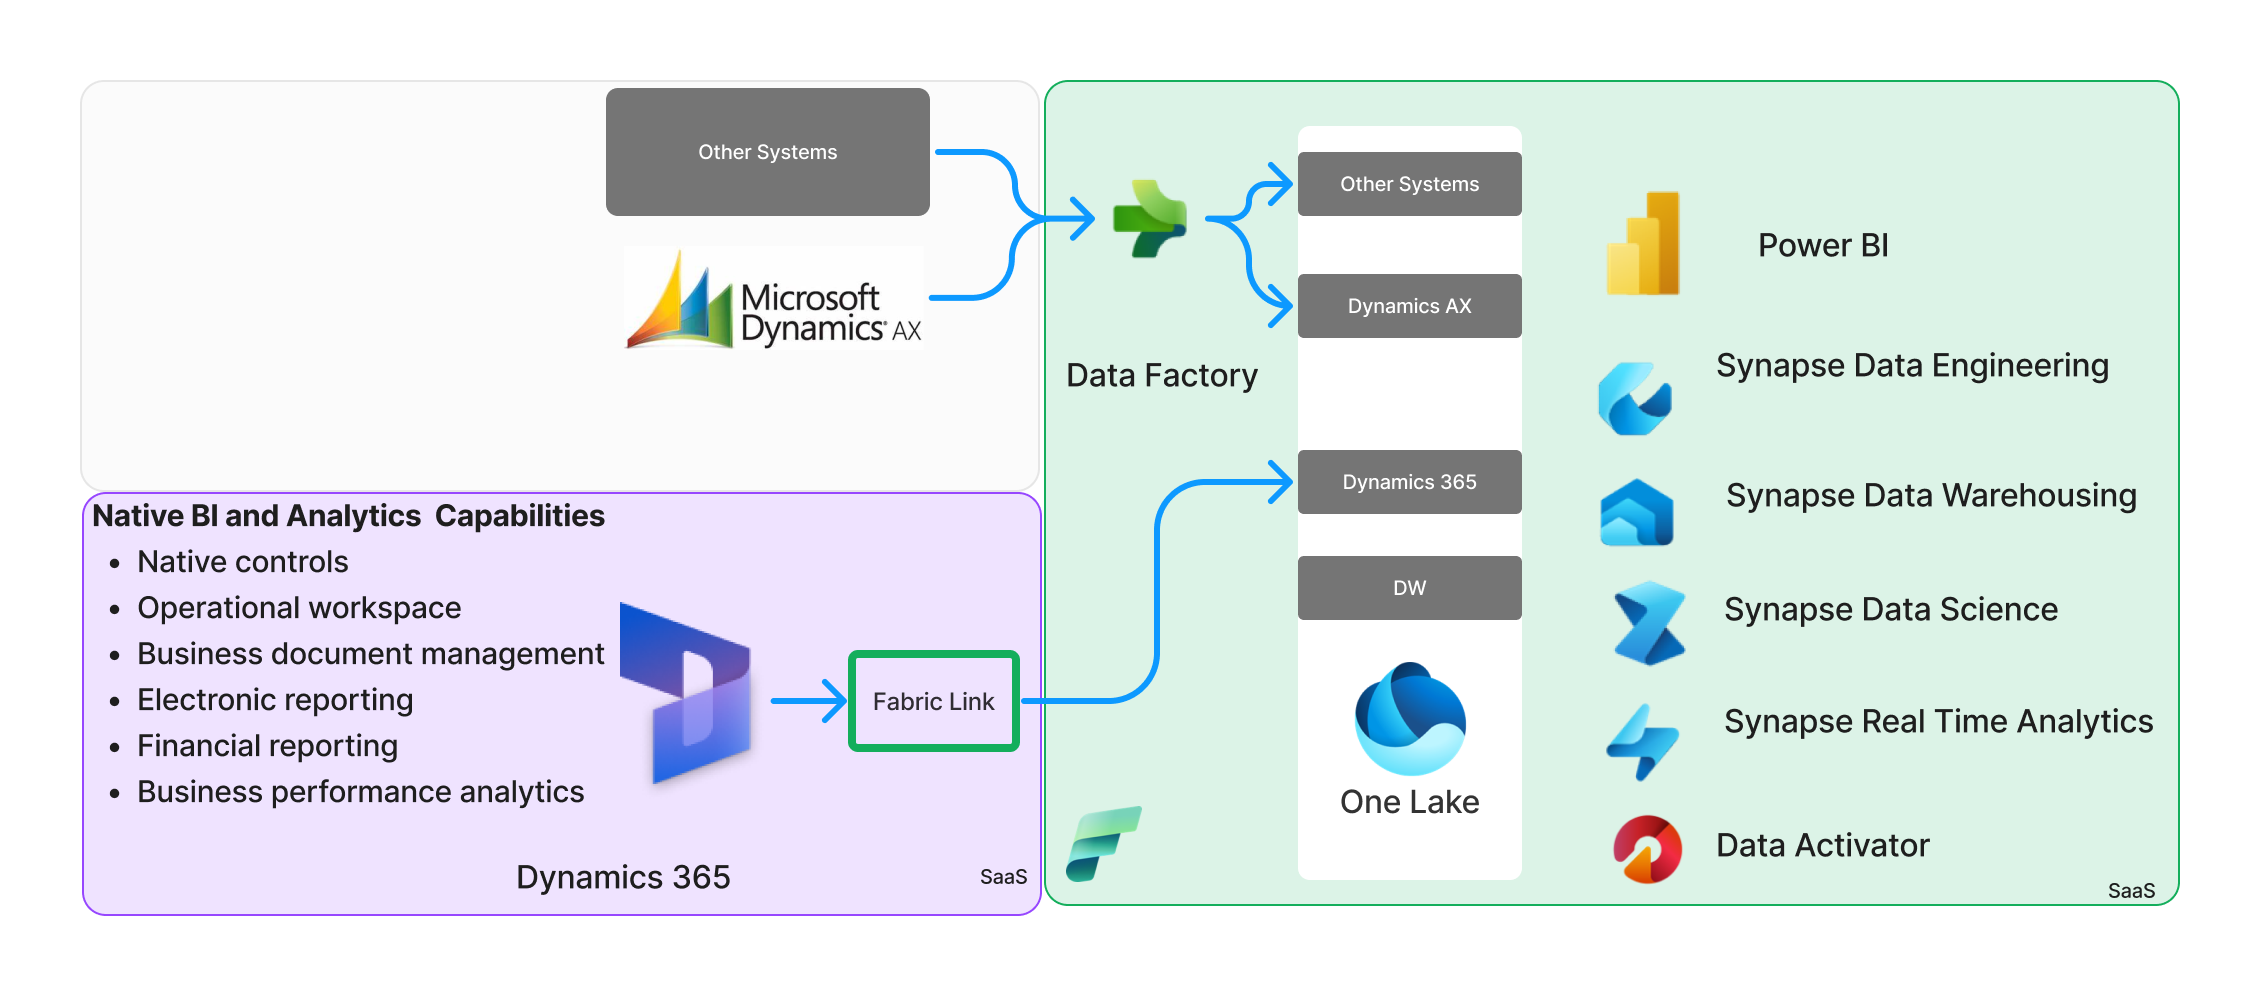 Other Systems
Microsoft
Dynamics® AX
Native BI and Analytics Capabilities
• Native controls
• Operational workspace
• Business document management
• Electronic reporting
• Financial reporting
• Business performance analytics
Fabric Link
Dynamics 365
SaaS
Data Factory
Other Systems
Dynamics AX
Dynamics 365
DW
One Lake
Power BI
Synapse Data Engineering
Synapse Data Warehousing
Synapse Data Science
Synapse Real Time Analytics
Data Activator
SaaS